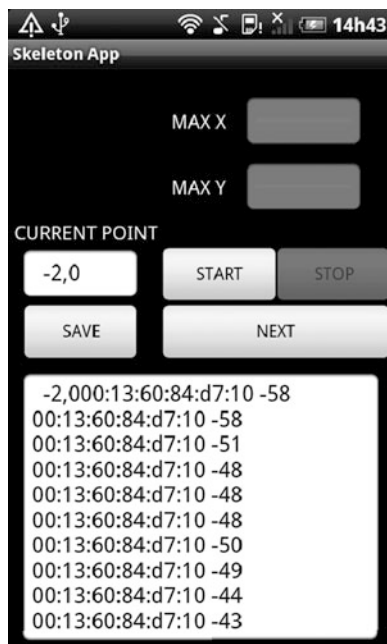 14h43
Skeleton App
MAX X
MAX Y
CURRENT POINT
-2,0
START STOP
SAVE NEXT
-2,000:13:60:84:d7:10 -58
00:13:60:84:d7:10 -58
00:13:60:84:d7:10 -51
00:13:60:84:d7:10 -48
00:13:60:84:d7:10 -48
00:13:60:84:d7:10 -48
00:13:60:84:d7:10 -50
00:13:60:84:d7:10 -49
00:13:60:84:d7:10 -44
00:13:60:84:d7:10 -43